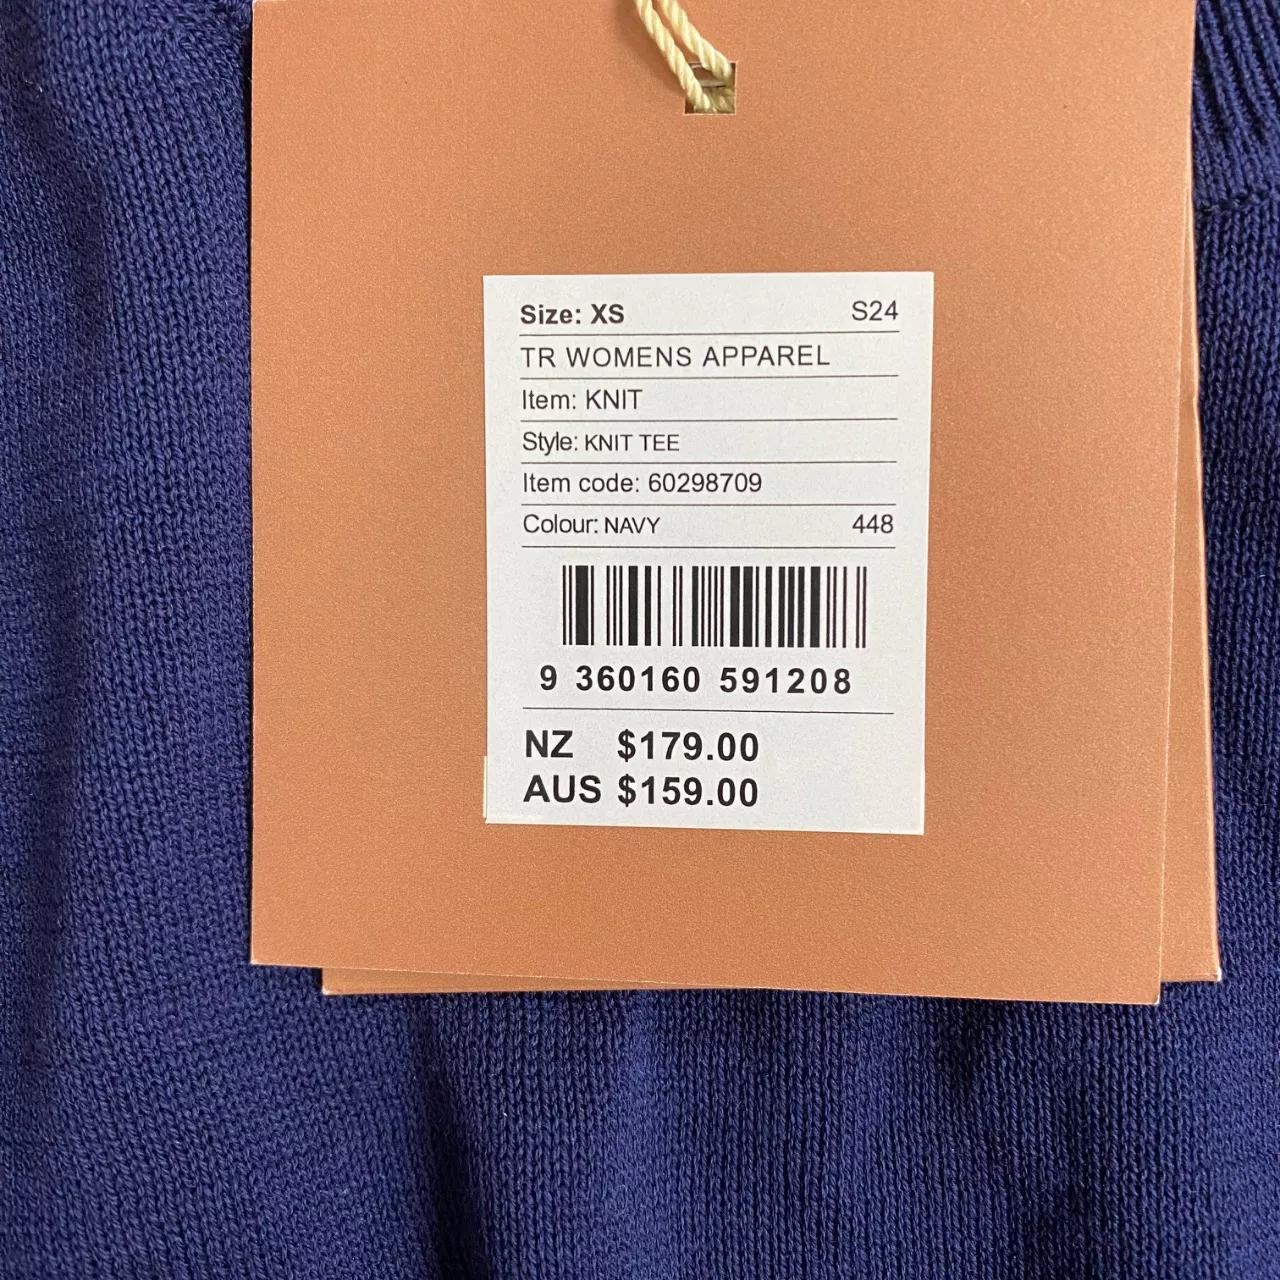 Size: XS S24
TR WOMENS APPAREL
Item: KNIT
Style: KNIT TEE
Item code: 60298709
Colour: NAVY 448
9 360160 591208
NZ $179.00
AUS $159.00